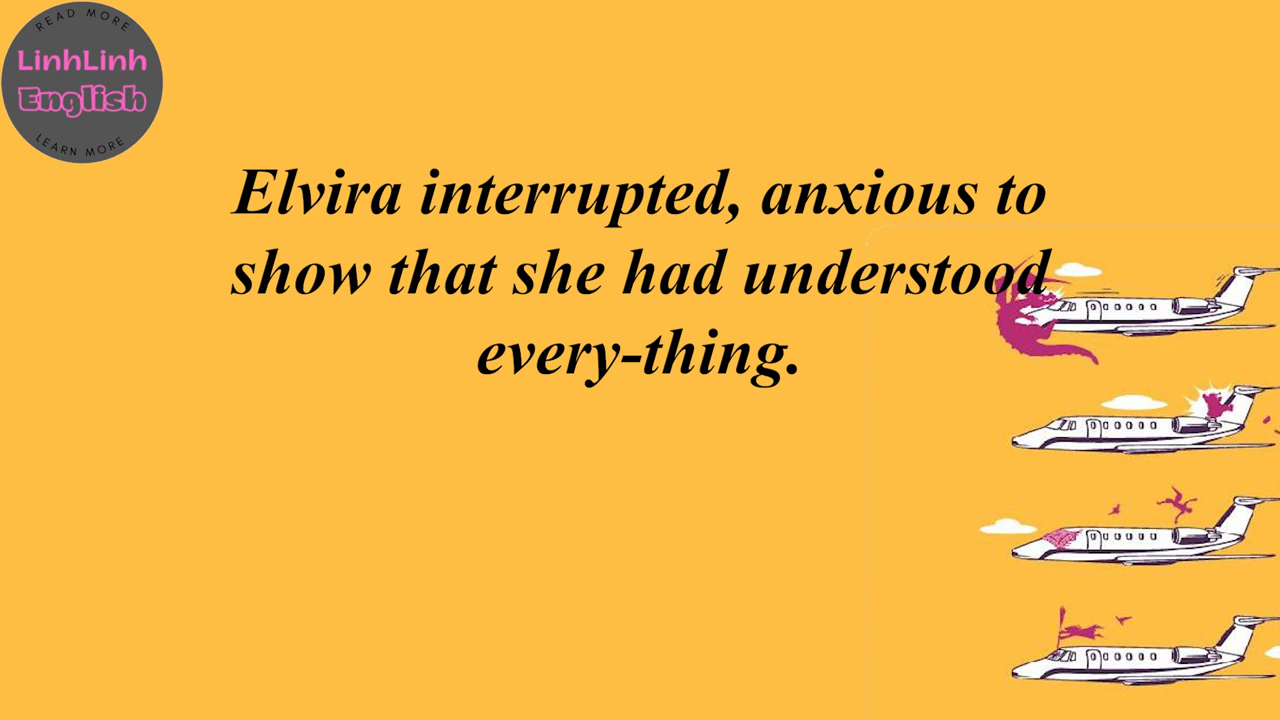 READ MORE
LinhLinh
English
LEARN MORE
Elvira interrupted, anxious to
show that she had understood
every-thing.